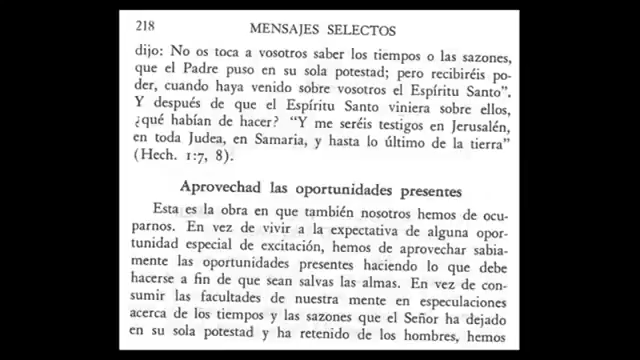 218 MENSAJES SELECTOS
dijo: No os toca a vosotros saber los tiempos o las sazones,
que el Padre puso en su sola potestad; pero recibiréis po-
der, cuando haya venido sobre vosotros el Espíritu Santo”.
Y después de que el Espíritu Santo viniera sobre ellos,
¿qué habían de hacer? “Y me seréis testigos en Jerusalén,
en toda Judea, en Samaria, y hasta lo último de la tierra”
(Hech. 1:7, 8).
Aprovechad las oportunidades presentes
Esta es la obra en que también nosotros hemos de ocu-
parnos. En vez de vivir a la expectativa de alguna opor-
tunidad especial de excitación, hemos de aprovechar sabia-
mente las oportunidades presentes haciendo lo que debe
hacerse a fin de que sean salvas las almas. En vez de con-
sumir las facultades de nuestra mente en especulaciones
acerca de los tiempos y las sazones que el Señor ha dejado
en su sola potestad y ha retenido de los hombres, hemos